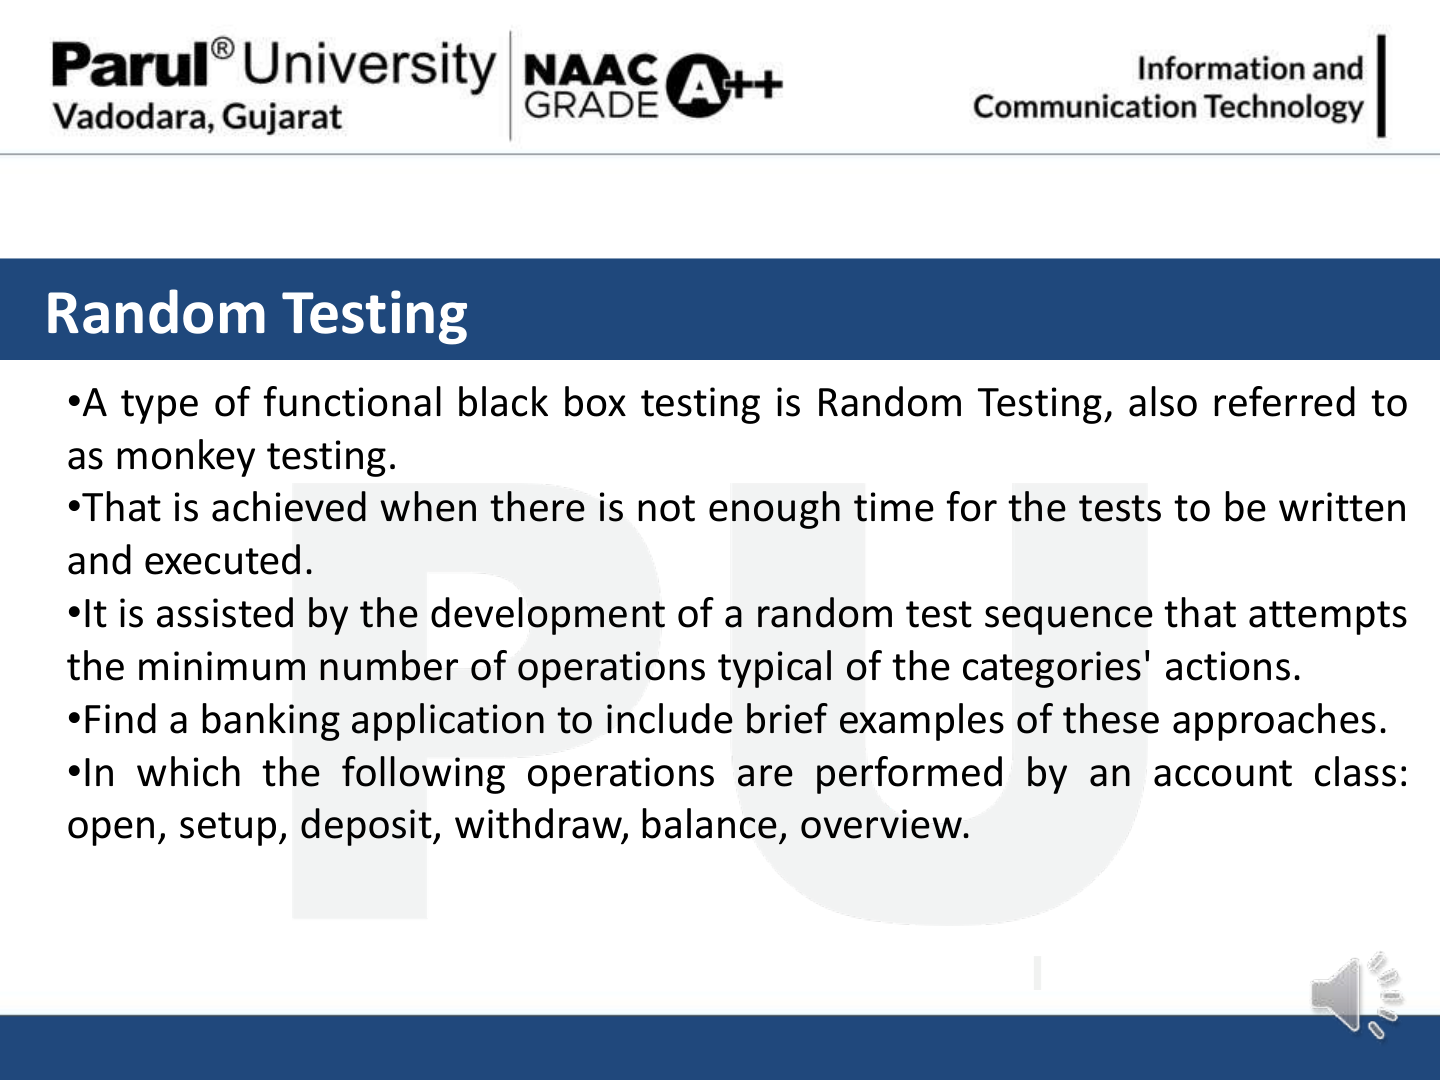 Parul® University
Vadodara, Gujarat
NAAC
GRADE A++
Information and
Communication Technology
Random Testing
•A type of functional black box testing is Random Testing, also referred to
as monkey testing.
•That is achieved when there is not enough time for the tests to be written
and executed.
•It is assisted by the development of a random test sequence that attempts
the minimum number of operations typical of the categories' actions.
•Find a banking application to include brief examples of these approaches.
•In which the following operations are performed by an account class:
open, setup, deposit, withdraw, balance, overview.
PU